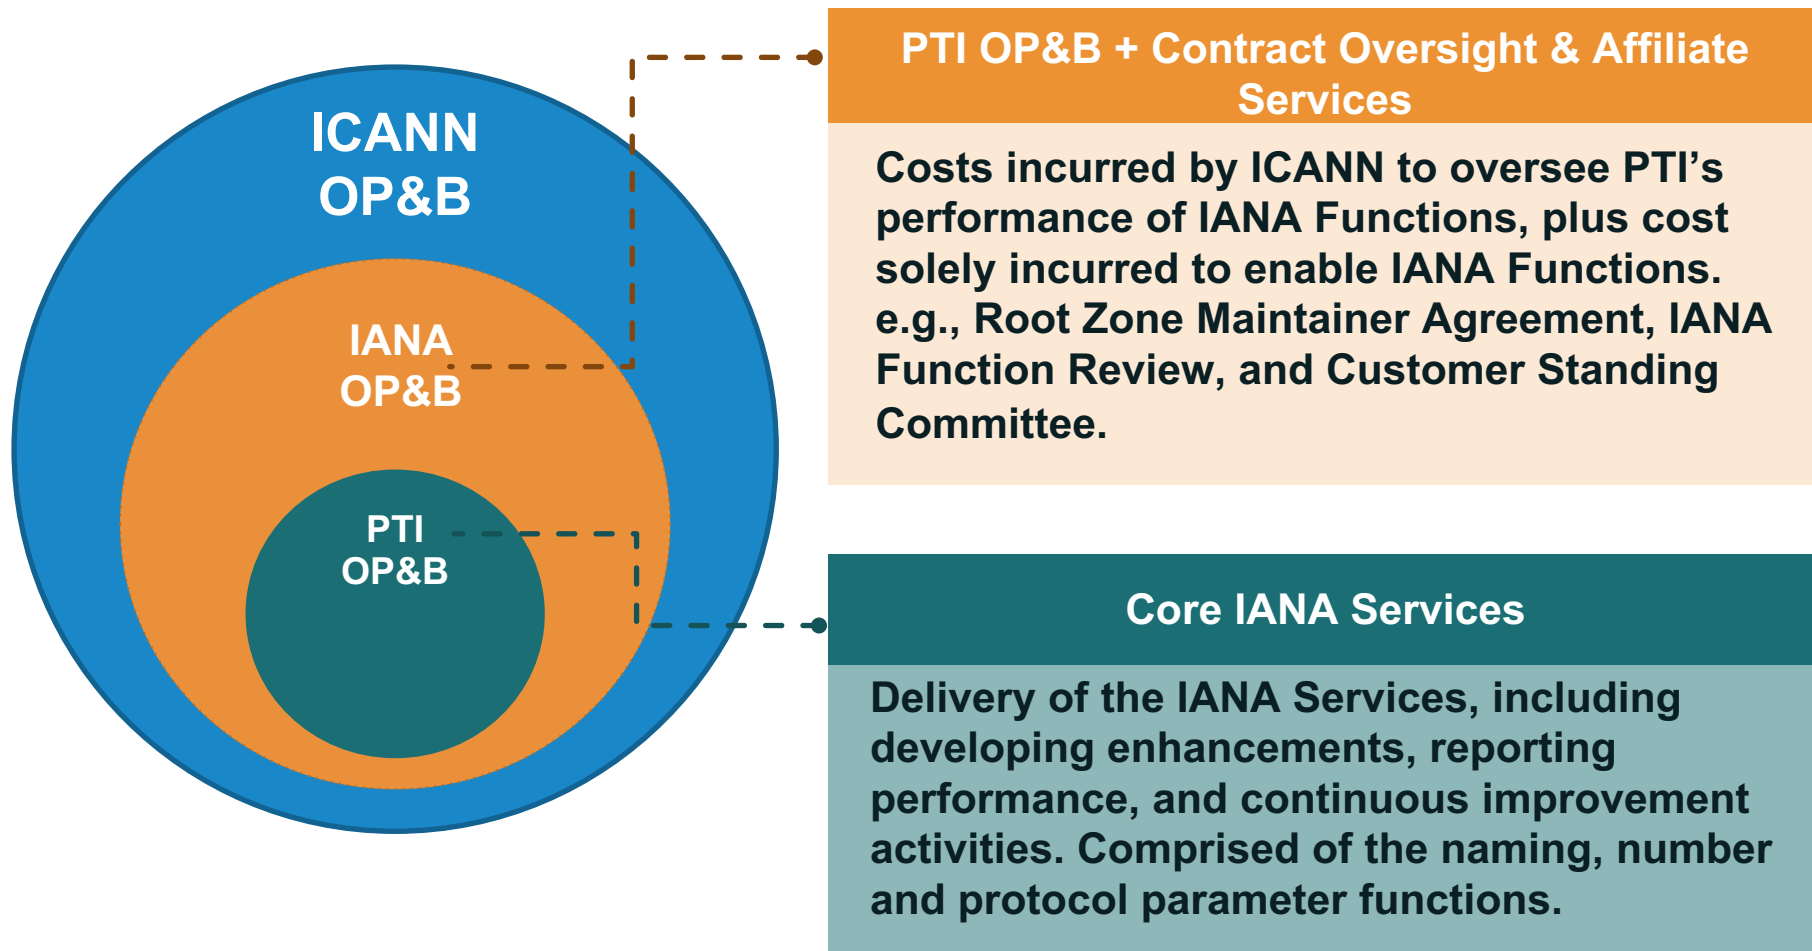 ICANN
OP&B
IANA
OP&B
PTI
OP&B
PTI OP&B + Contract Oversight & Affiliate
Services
Costs incurred by ICANN to oversee PTI’s
performance of IANA Functions, plus cost
solely incurred to enable IANA Functions.
e.g., Root Zone Maintainer Agreement, IANA
Function Review, and Customer Standing
Committee.
Core IANA Services
Delivery of the IANA Services, including
developing enhancements, reporting
performance, and continuous improvement
activities. Comprised of the naming, number
and protocol parameter functions.